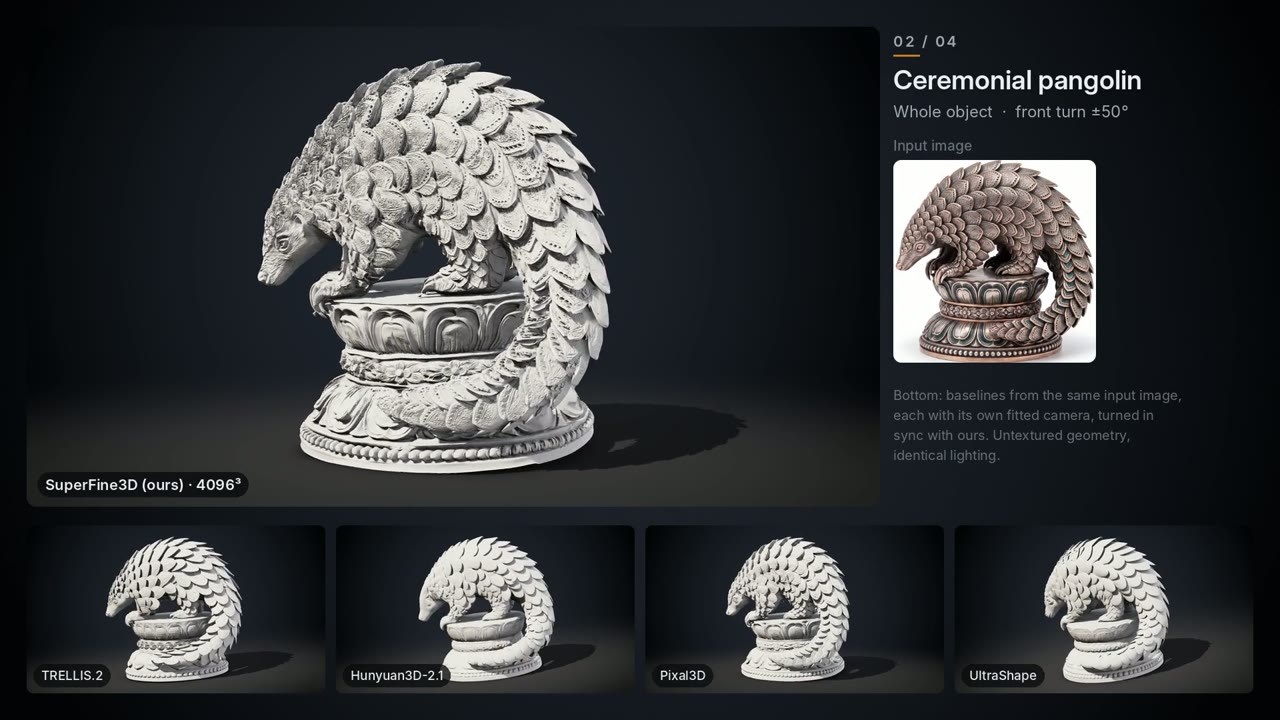 02 / 04
Ceremonial pangolin
Whole object · front turn ±50°
Input image
Bottom: baselines from the same input image,
each with its own fitted camera, turned in
sync with ours. Untextured geometry,
identical lighting.
SuperFine3D (ours) · 4096³
TRELLIS.2
Hunyuan3D-2.1
Pixal3D
UltraShape